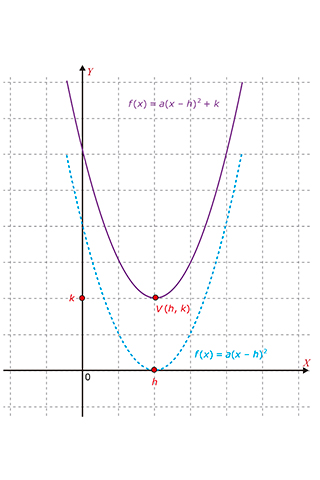 Y
f(x) = a(x – h)² + k
k
V(h, k)
f(x) = a(x – h)²
X
0
h